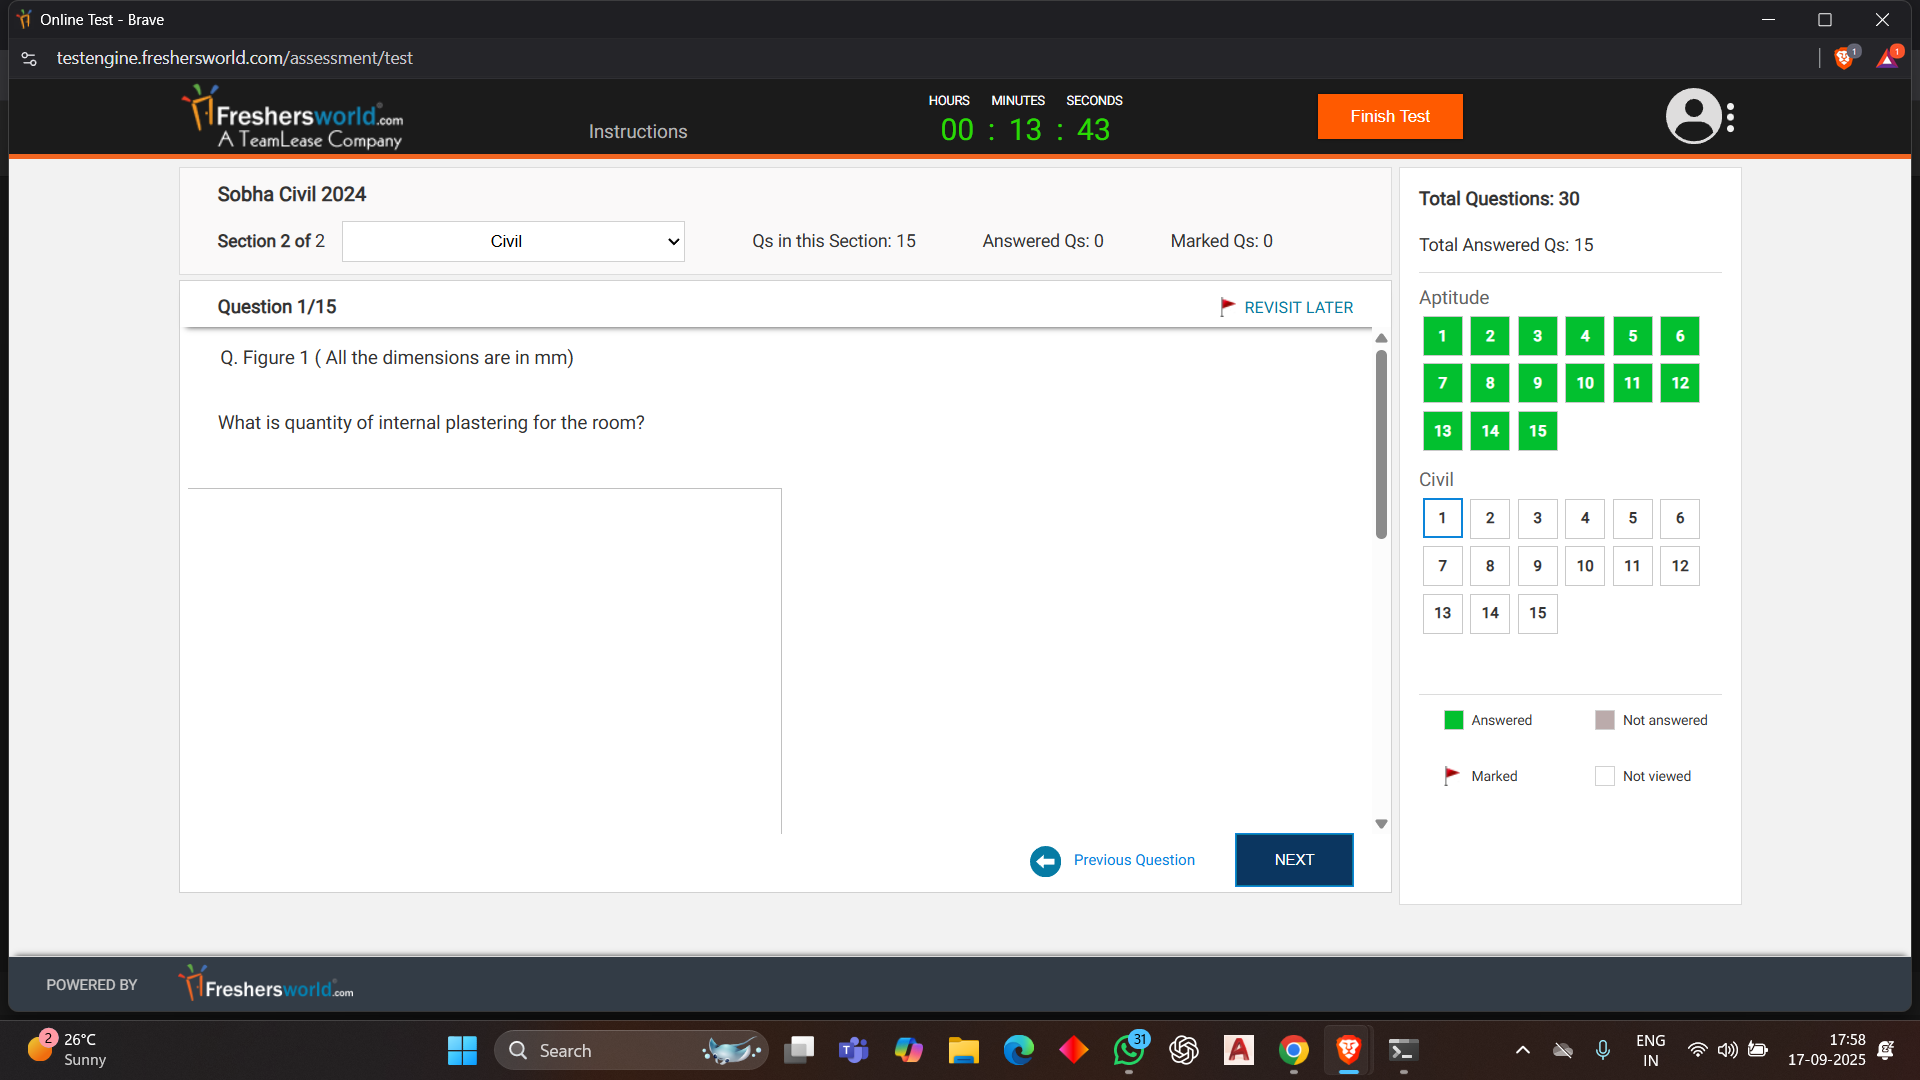 Online Test - Brave
testengine.freshersworld.com/assessment/test
1
1
Freshersworld.com
A TeamLease Company
Instructions
HOURS MINUTES SECONDS
00 : 13 : 43
Finish Test
Sobha Civil 2024
Section 2 of 2
Civil
Qs in this Section: 15
Answered Qs: 0
Marked Qs: 0
Question 1/15
REVISIT LATER
Q. Figure 1 ( All the dimensions are in mm)
What is quantity of internal plastering for the room?
Previous Question
NEXT
Total Questions: 30
Total Answered Qs: 15
Aptitude
1 2 3 4 5 6
7 8 9 10 11 12
13 14 15
Civil
1 2 3 4 5 6
7 8 9 10 11 12
13 14 15
Answered
Not answered
Marked
Not viewed
POWERED BY
Freshersworld.com
2
26°C
Sunny
Search
31
ENG
IN
17:58
17-09-2025